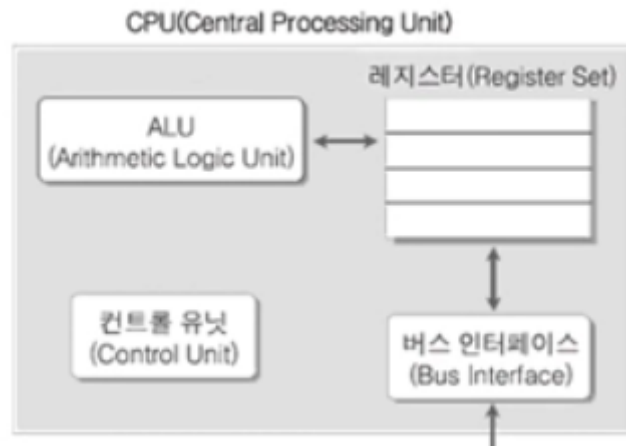 CPU(Central Processing Unit)
레지스터(Register Set)
ALU
(Arithmetic Logic Unit)
컨트롤 유닛
(Control Unit)
버스 인터페이스
(Bus Interface)